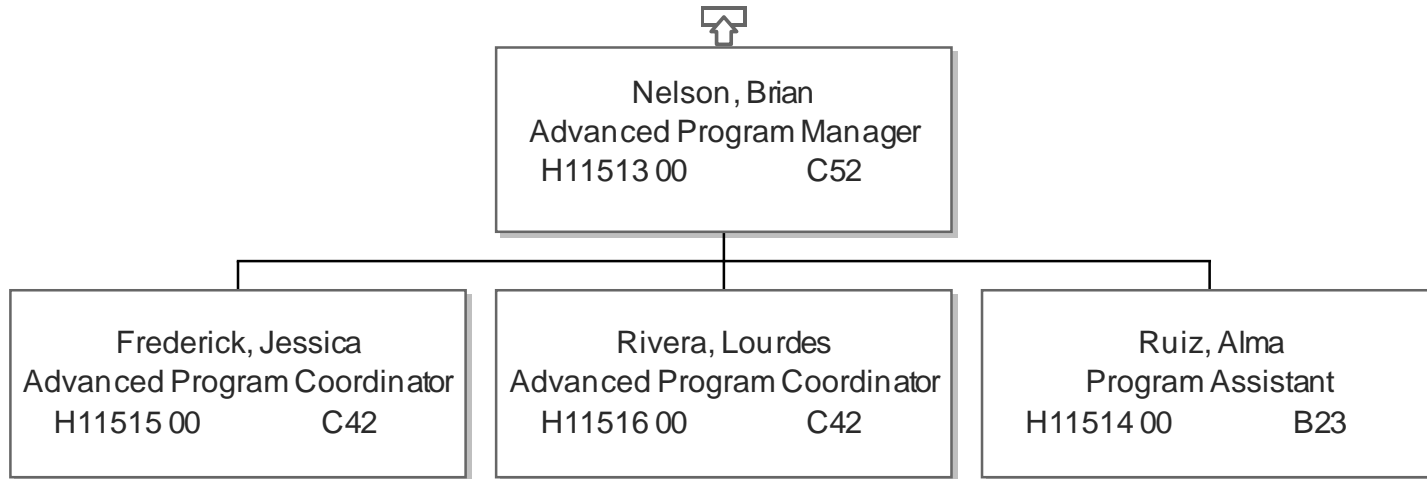 Nelson, Brian
Advanced Program Manager
H11513 00 C52
Frederick, Jessica
Advanced Program Coordinator
H11515 00 C42
Rivera, Lourdes
Advanced Program Coordinator
H11516 00 C42
Ruiz, Alma
Program Assistant
H11514 00 B23